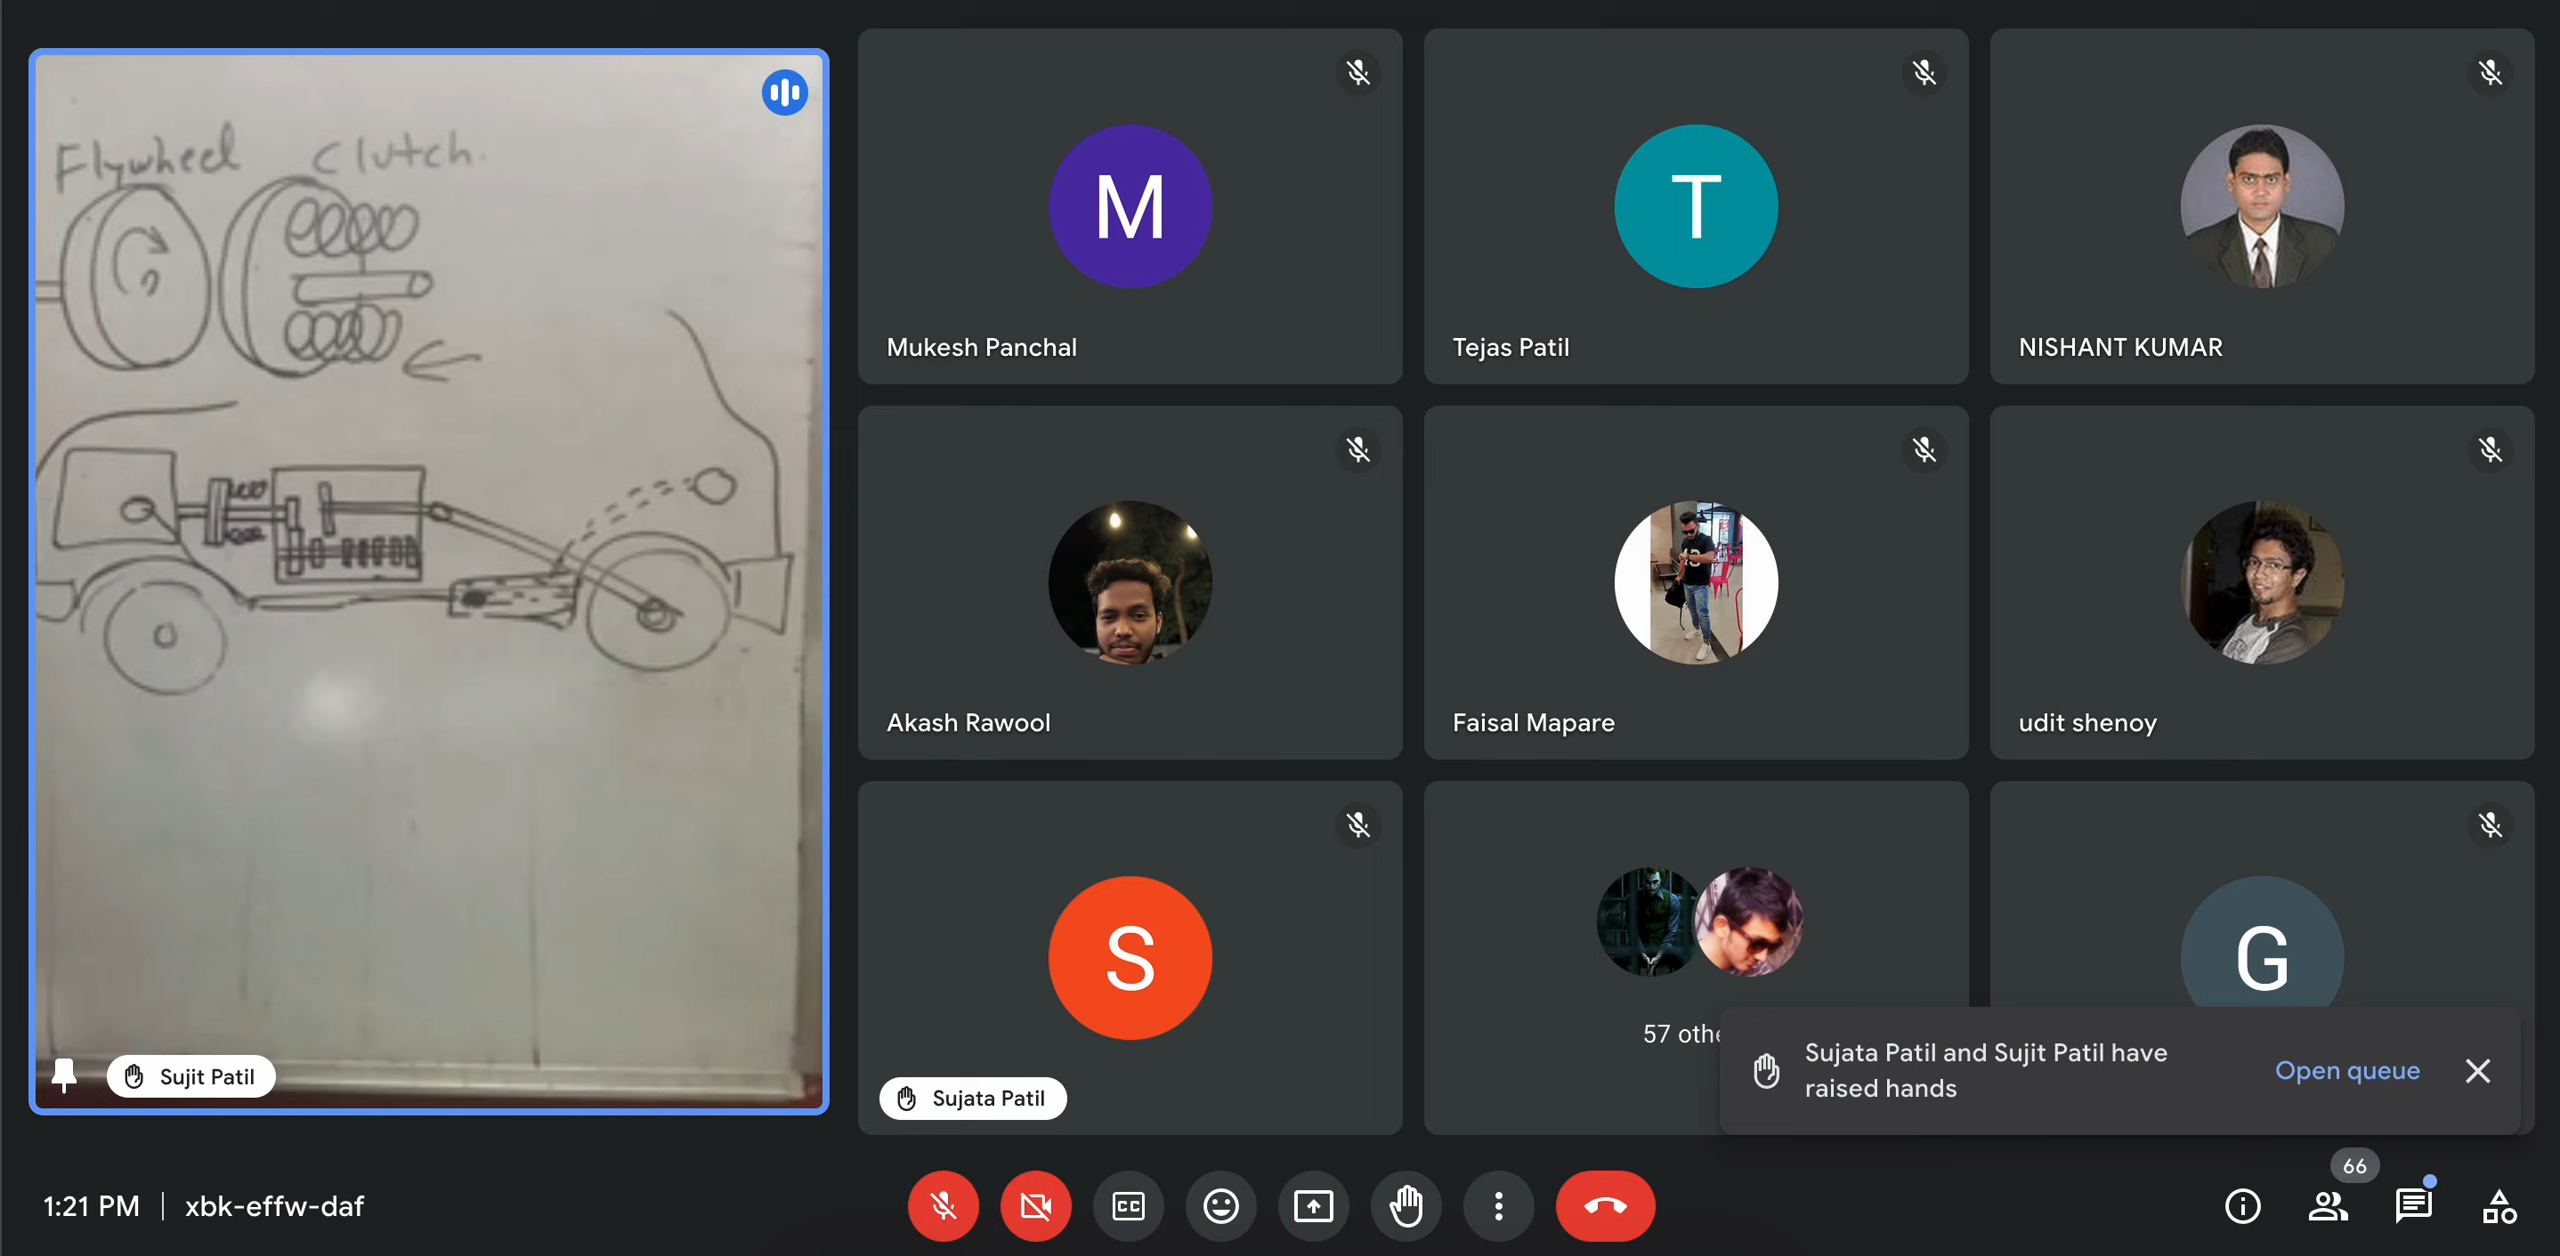 Flywheel Clutch.
Sujit Patil
M
Mukesh Panchal
T
Tejas Patil
NISHANT KUMAR
Akash Rawool
Faisal Mapare
udit shenoy
S
Sujata Patil
57 othe
G
Sujata Patil and Sujit Patil have
raised hands
Open queue
1:21 PM | xbk-effw-daf
CC
66